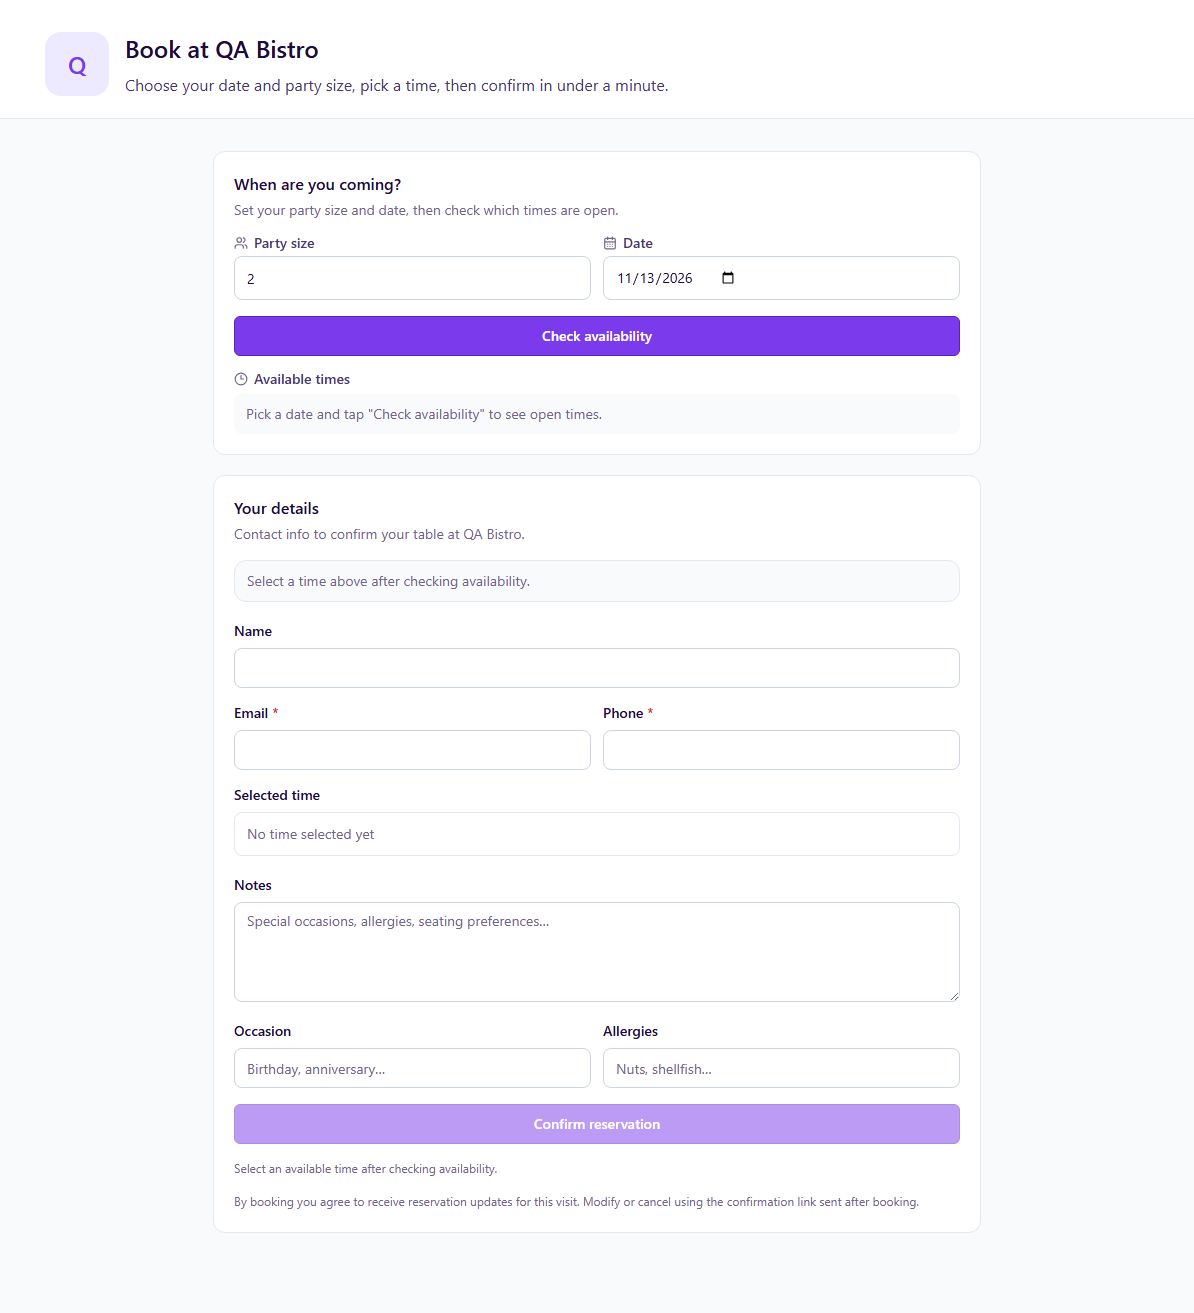 Q
Book at QA Bistro
Choose your date and party size, pick a time, then confirm in under a minute.
When are you coming?
Set your party size and date, then check which times are open.
Party size
Date
2
11/13/2026
Check availability
Available times
Pick a date and tap "Check availability" to see open times.
Your details
Contact info to confirm your table at QA Bistro.
Select a time above after checking availability.
Name
Email *
Phone *
Selected time
No time selected yet
Notes
Special occasions, allergies, seating preferences...
Occasion
Allergies
Birthday, anniversary...
Nuts, shellfish...
Confirm reservation
Select an available time after checking availability.
By booking you agree to receive reservation updates for this visit. Modify or cancel using the confirmation link sent after booking.